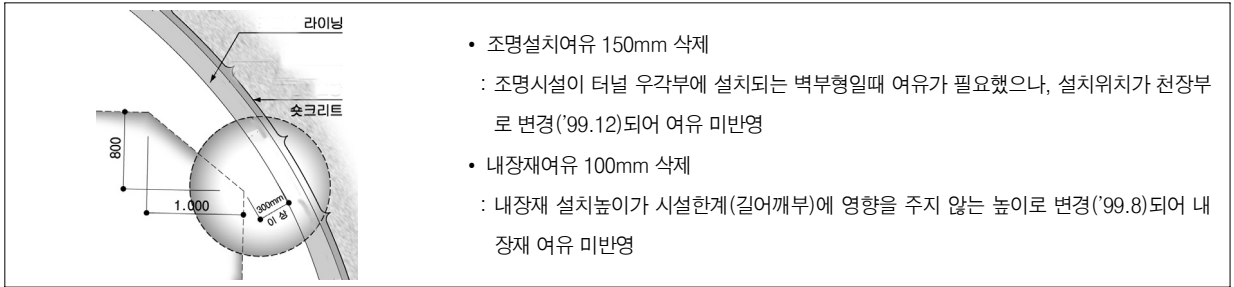 라이닝
숏크리트
800
1.000
300mm
이 상
• 조명설치여유 150mm 삭제
: 조명시설이 터널 우각부에 설치되는 벽부형일때 여유가 필요했으나, 설치위치가 천장부
로 변경('99.12)되어 여유 미반영
• 내장재여유 100mm 삭제
: 내장재 설치높이가 시설한계(길어깨부)에 영향을 주지 않는 높이로 변경('99.8)되어 내
장재 여유 미반영